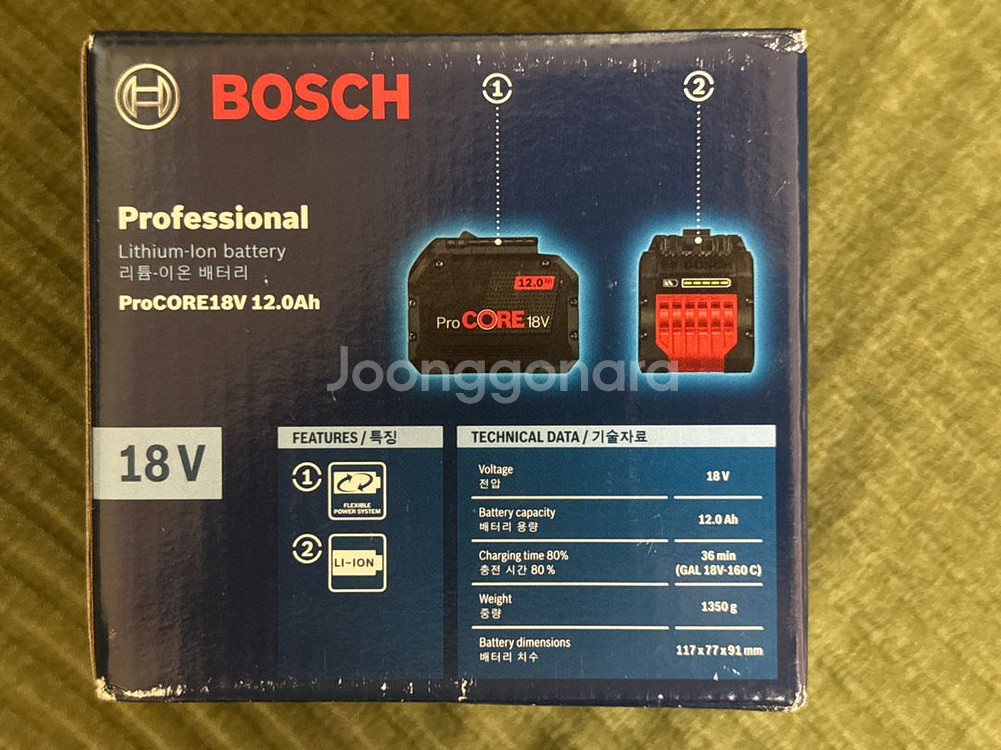 BOSCH
1
2
Professional
Lithium-Ion battery
리튬-이온 배터리
ProCORE18V 12.0Ah
12.0 Ah
ProCORE18V
Joonggonara
18 V
FEATURES / 특징
1
FLEXIBLE
POWER SYSTEM
2
LI-ION
TECHNICAL DATA / 기술자료
Voltage
전압
18 V
Battery capacity
배터리 용량
12.0 Ah
Charging time 80%
충전 시간 80 %
36 min
(GAL 18V-160 C)
Weight
중량
1350 g
Battery dimensions
배터리 치수
117 x 77 x 91 mm